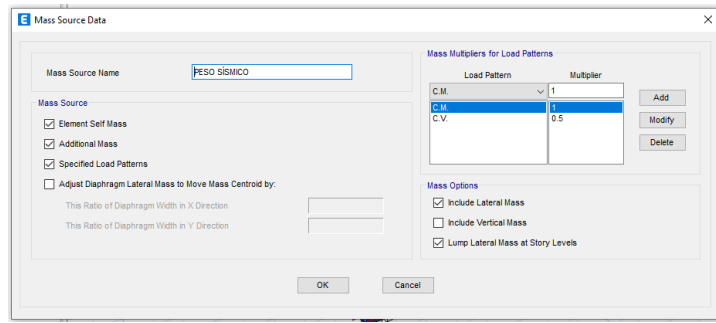 E Mass Source Data
Mass Source Name PESO SÍSMICO
Mass Source
Element Self Mass
Additional Mass
Specified Load Patterns
Adjust Diaphragm Lateral Mass to Move Mass Centroid by:
This Ratio of Diaphragm Width in X Direction
This Ratio of Diaphragm Width in Y Direction
Mass Multipliers for Load Patterns
Load Pattern Multiplier
C.M. 1
C.M. 1
C.V. 0.5
Add
Modify
Delete
Mass Options
Include Lateral Mass
Include Vertical Mass
Lump Lateral Mass at Story Levels
OK Cancel